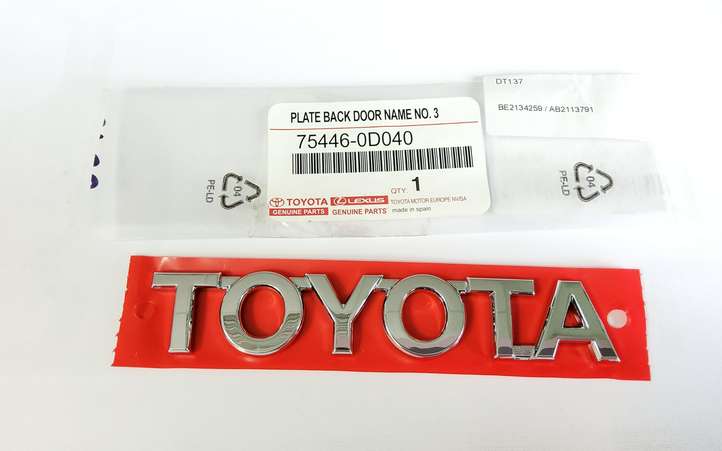 DT137
BE2134259 / AB2113791
PLATE BACK DOOR NAME NO. 3
75446-0D040
QTY 1
TOYOTA LEXUS TOYOTA MOTOR EUROPE NV/SA
GENUINE PARTS GENUINE PARTS made in spain
04
PE-LD
04
PE-LD
TOYOTA